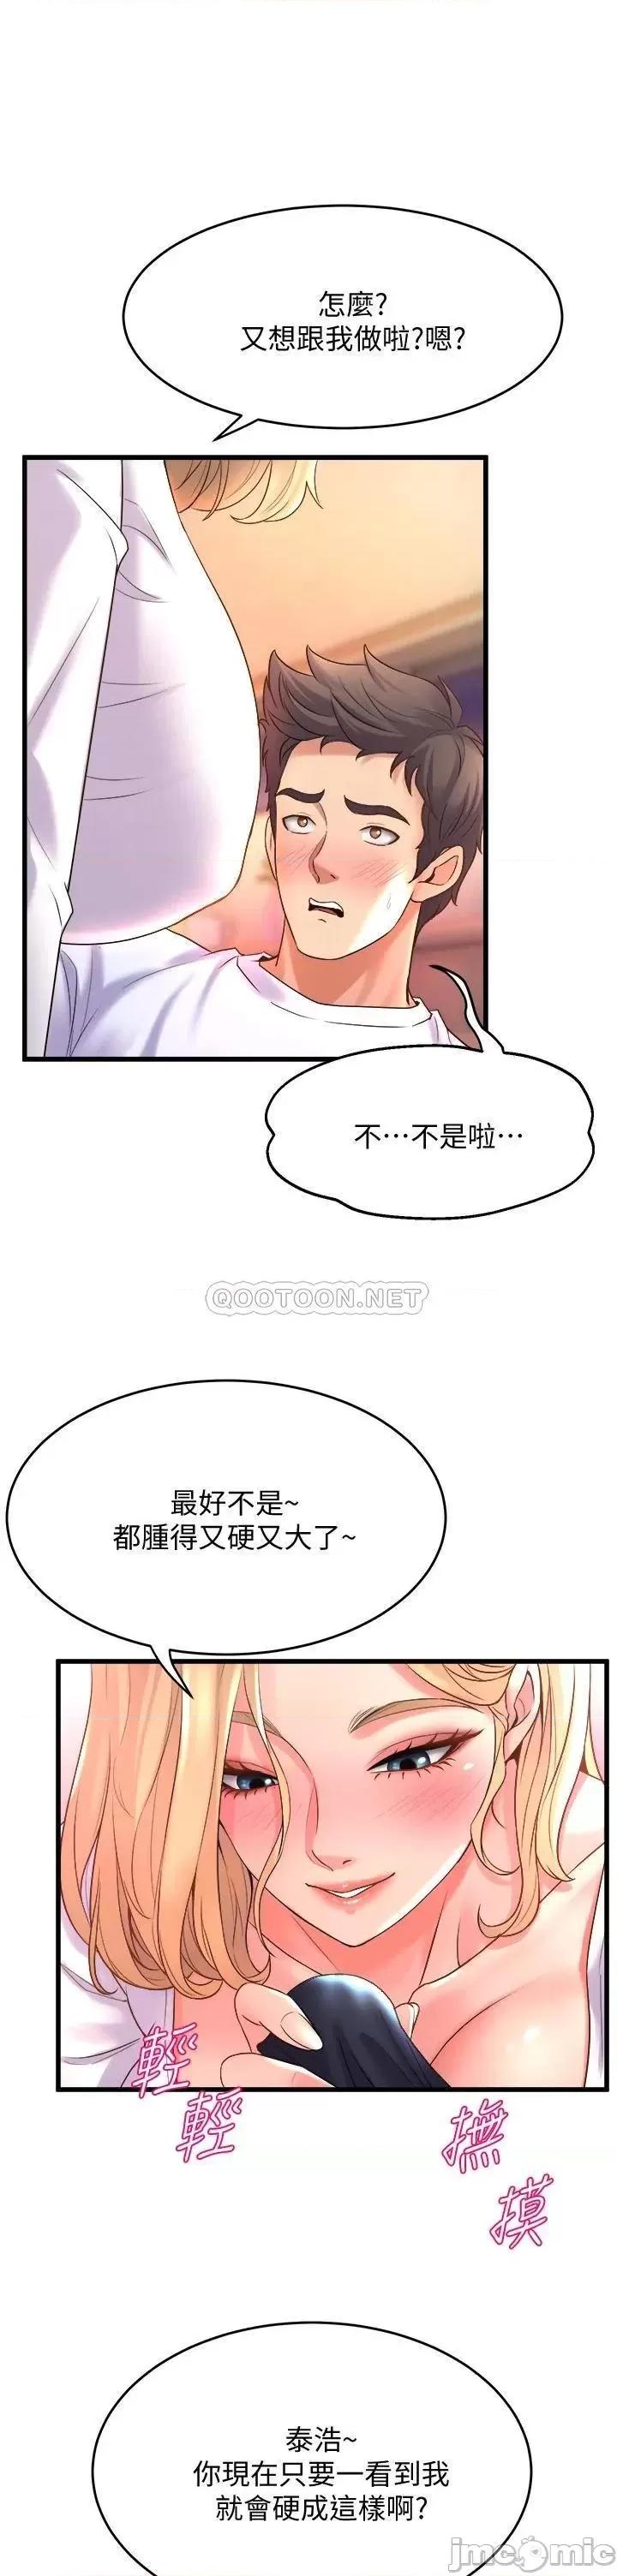 怎麼?
又想跟我做啦?嗯?
不⋯不是啦⋯
QOOTOON.NET
最好不是~
都腫得又硬又大了~
輕
輕
撫
摸
泰浩~
你現在只要一看到我
就會硬成這樣啊?
jmcomic